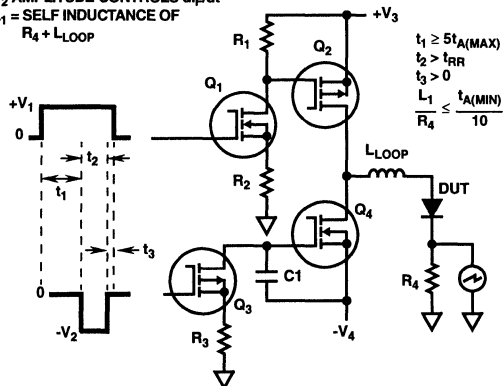 AMPLITUDE CONTROLS
1 = SELF INDUCTANCE OF
R4 + LLOOP
+V3
R1
Q2
t1 ≥ 5tA(MAX)
t2 > tRR
t3 > 0
L1/R4 ≤ tA(MIN)/10
+V1
0
Q1
t2
t1
R2
LLOOP
DUT
Q4
t3
0
-V2
Q3
C1
R4
R3
-V4